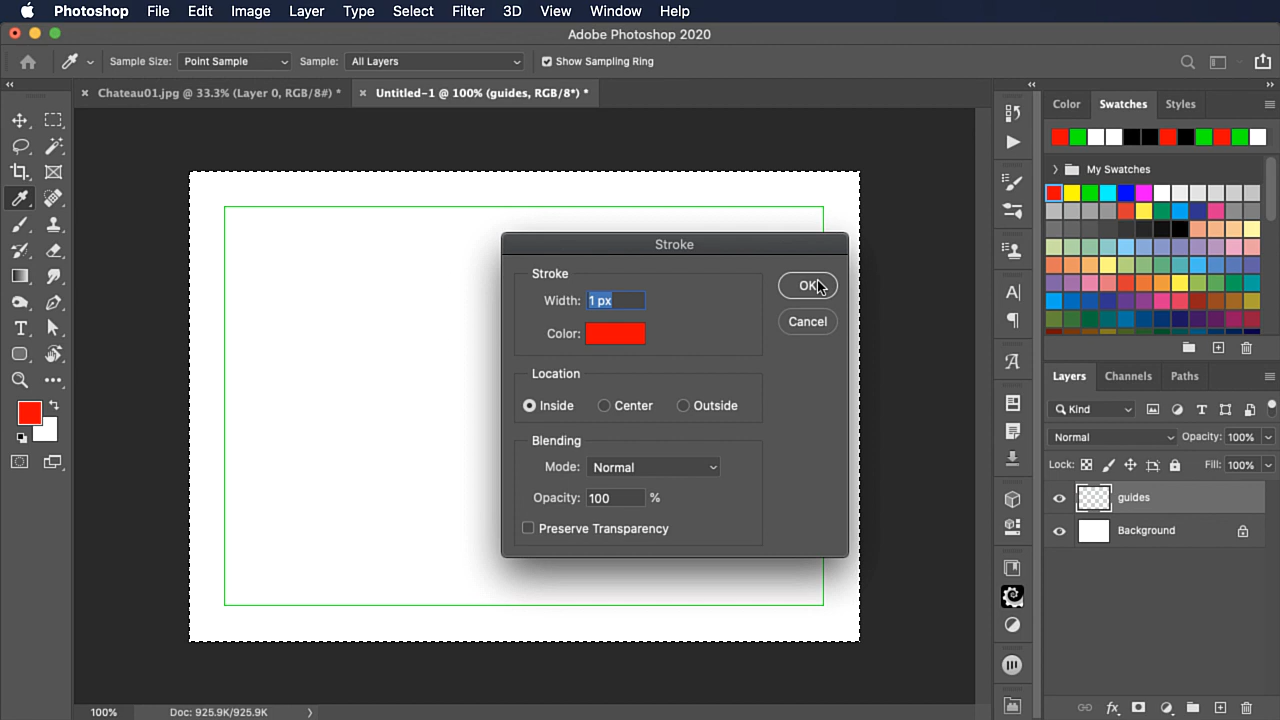 Photoshop File Edit Image Layer Type Select Filter 3D View Window Help
Adobe Photoshop 2020
Sample Size: Point Sample Sample: All Layers Show Sampling Ring
Chateau01.jpg @ 33.3% (Layer 0, RGB/8#) * Untitled-1 @ 100% (guides, RGB/8*) *
Color Swatches Styles
My Swatches
Stroke
Stroke
Width: 1 px
Color:
OK
Cancel
Location
Inside Center Outside
Blending
Mode: Normal
Opacity: 100 %
Preserve Transparency
Layers Channels Paths
Kind
Normal Opacity: 100%
Lock: Fill: 100%
guides
Background
100% Doc: 925.9K/925.9K